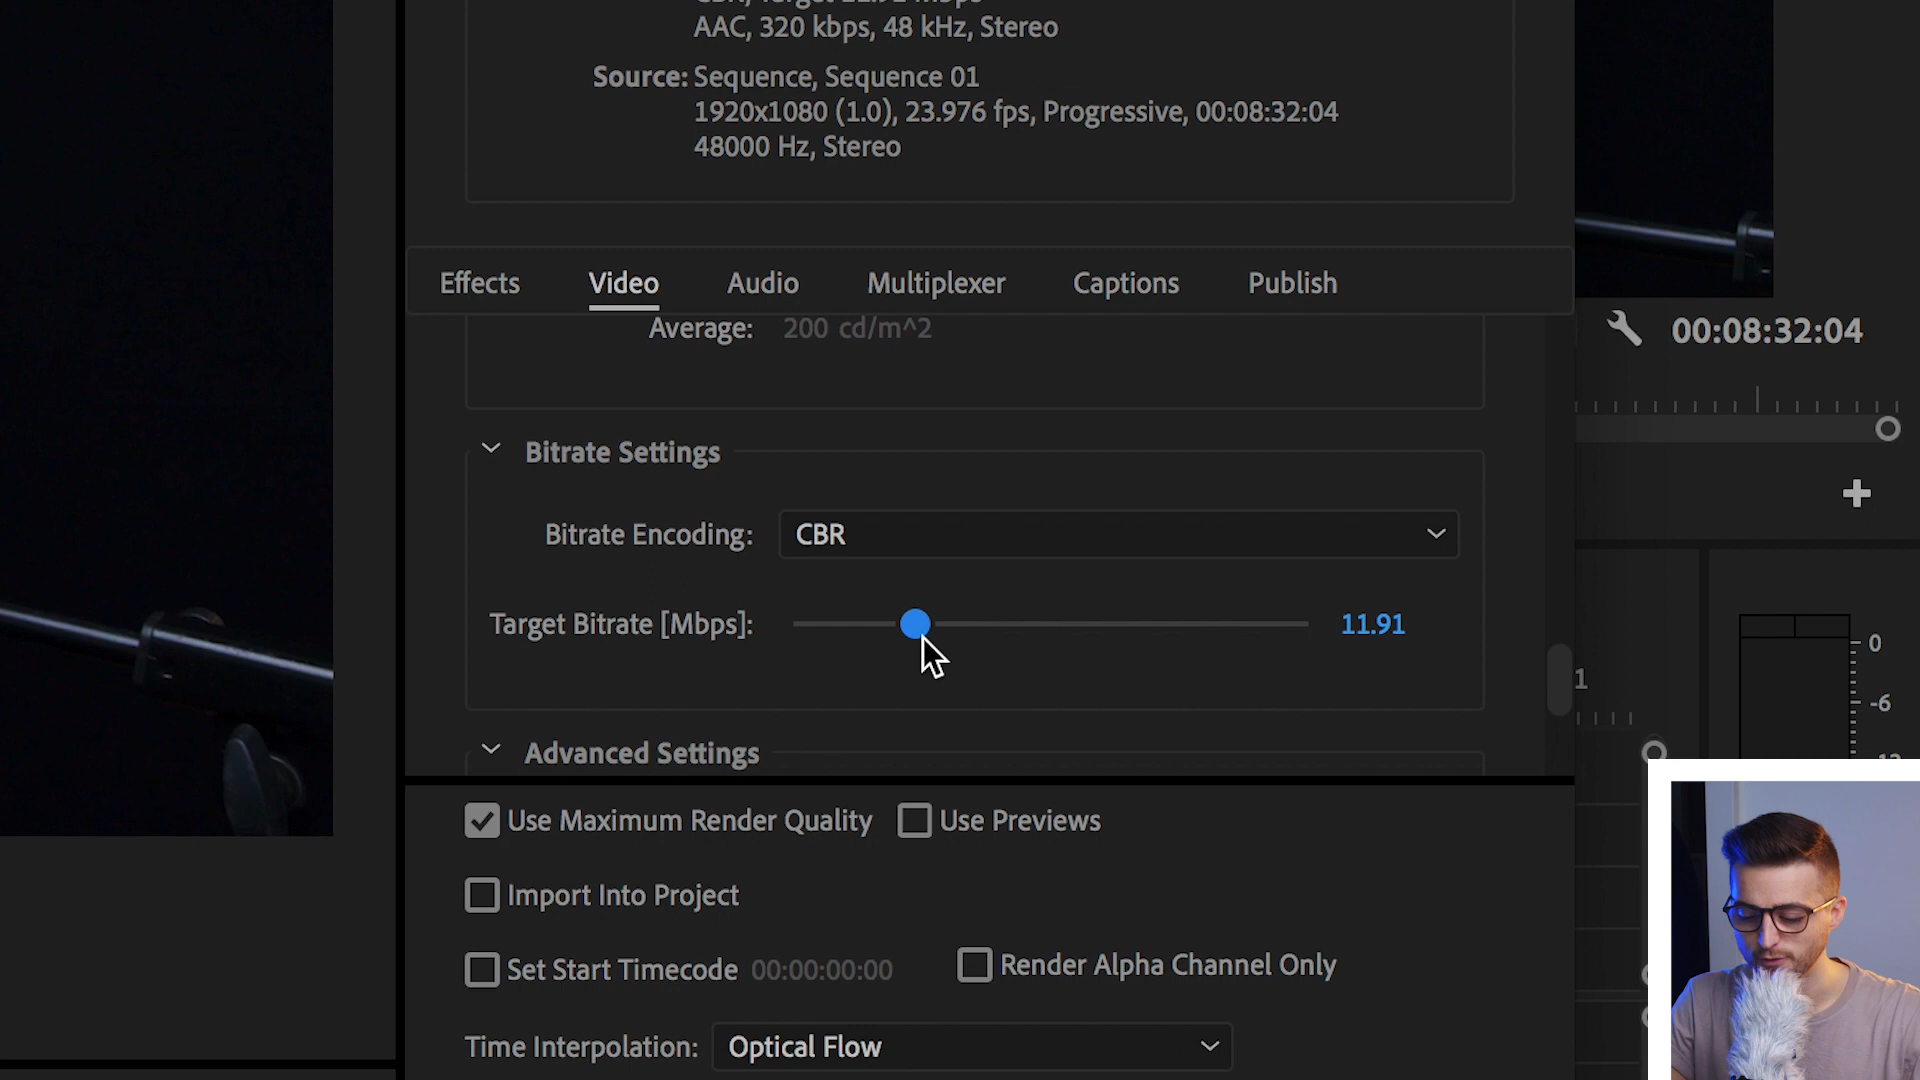 AAC, 320 kbps, 48 kHz, Stereo
Source: Sequence, Sequence 01
1920x1080 (1.0), 23.976 fps, Progressive, 00:08:32:04
48000 Hz, Stereo
Effects Video Audio Multiplexer Captions Publish
Average: 200 cd/m^2
00:08:32:04
Bitrate Settings
Bitrate Encoding: CBR
Target Bitrate [Mbps]: 11.91
0
1
-6
Advanced Settings
Use Maximum Render Quality Use Previews
Import Into Project
Set Start Timecode 00:00:00:00 Render Alpha Channel Only
Time Interpolation: Optical Flow